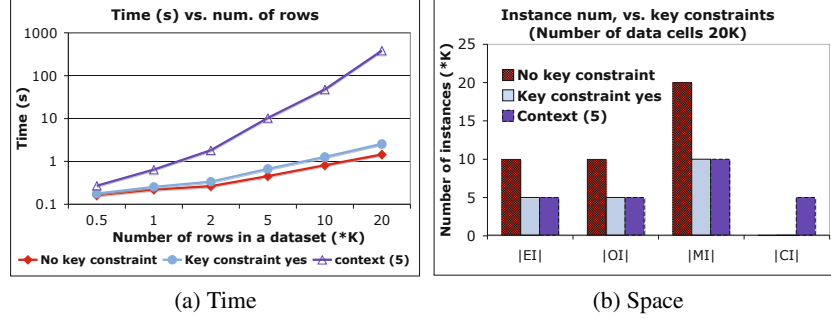 Time (s) vs. num. of rows
1000
100
10
1
0.1
Time (s)
0.5 1 2 5 10 20
Number of rows in a dataset (*K)
No key constraint Key constraint yes context (5)
(a) Time
Instance num, vs. key constraints
(Number of data cells 20K)
25
20
15
10
5
0
Number of instances (*K)
No key constraint
Key constraint yes
Context (5)
|EI| |OI| |MI| |CI|
(b) Space